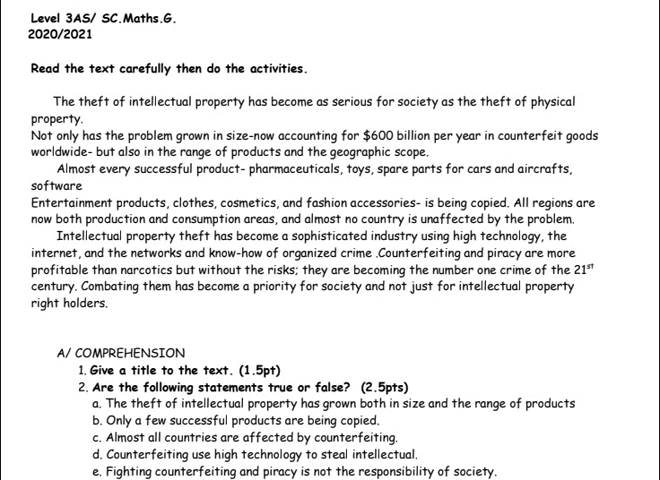 Level 3AS/ SC.Maths.G.
2020/2021
Read the text carefully then do the activities.
The theft of intellectual property has become as serious for society as the theft of physical
property.
Not only has the problem grown in size-now accounting for $600 billion per year in counterfeit goods
worldwide- but also in the range of products and the geographic scope.
Almost every successful product- pharmaceuticals, toys, spare parts for cars and aircrafts,
software
Entertainment products, clothes, cosmetics, and fashion accessories- is being copied. All regions are
now both production and consumption areas, and almost no country is unaffected by the problem.
Intellectual property theft has become a sophisticated industry using high technology, the
internet, and the networks and know-how of organized crime .Counterfeiting and piracy are more
profitable than narcotics but without the risks; they are becoming the number one crime of the 21st
century. Combating them has become a priority for society and not just for intellectual property
right holders.
A/ COMPREHENSION
1. Give a title to the text. (1.5pt)
2. Are the following statements true or false? (2.5pts)
a. The theft of intellectual property has grown both in size and the range of products
b. Only a few successful products are being copied.
c. Almost all countries are affected by counterfeiting.
d. Counterfeiting use high technology to steal intellectual.
e. Fighting counterfeiting and piracy is not the responsibility of society.